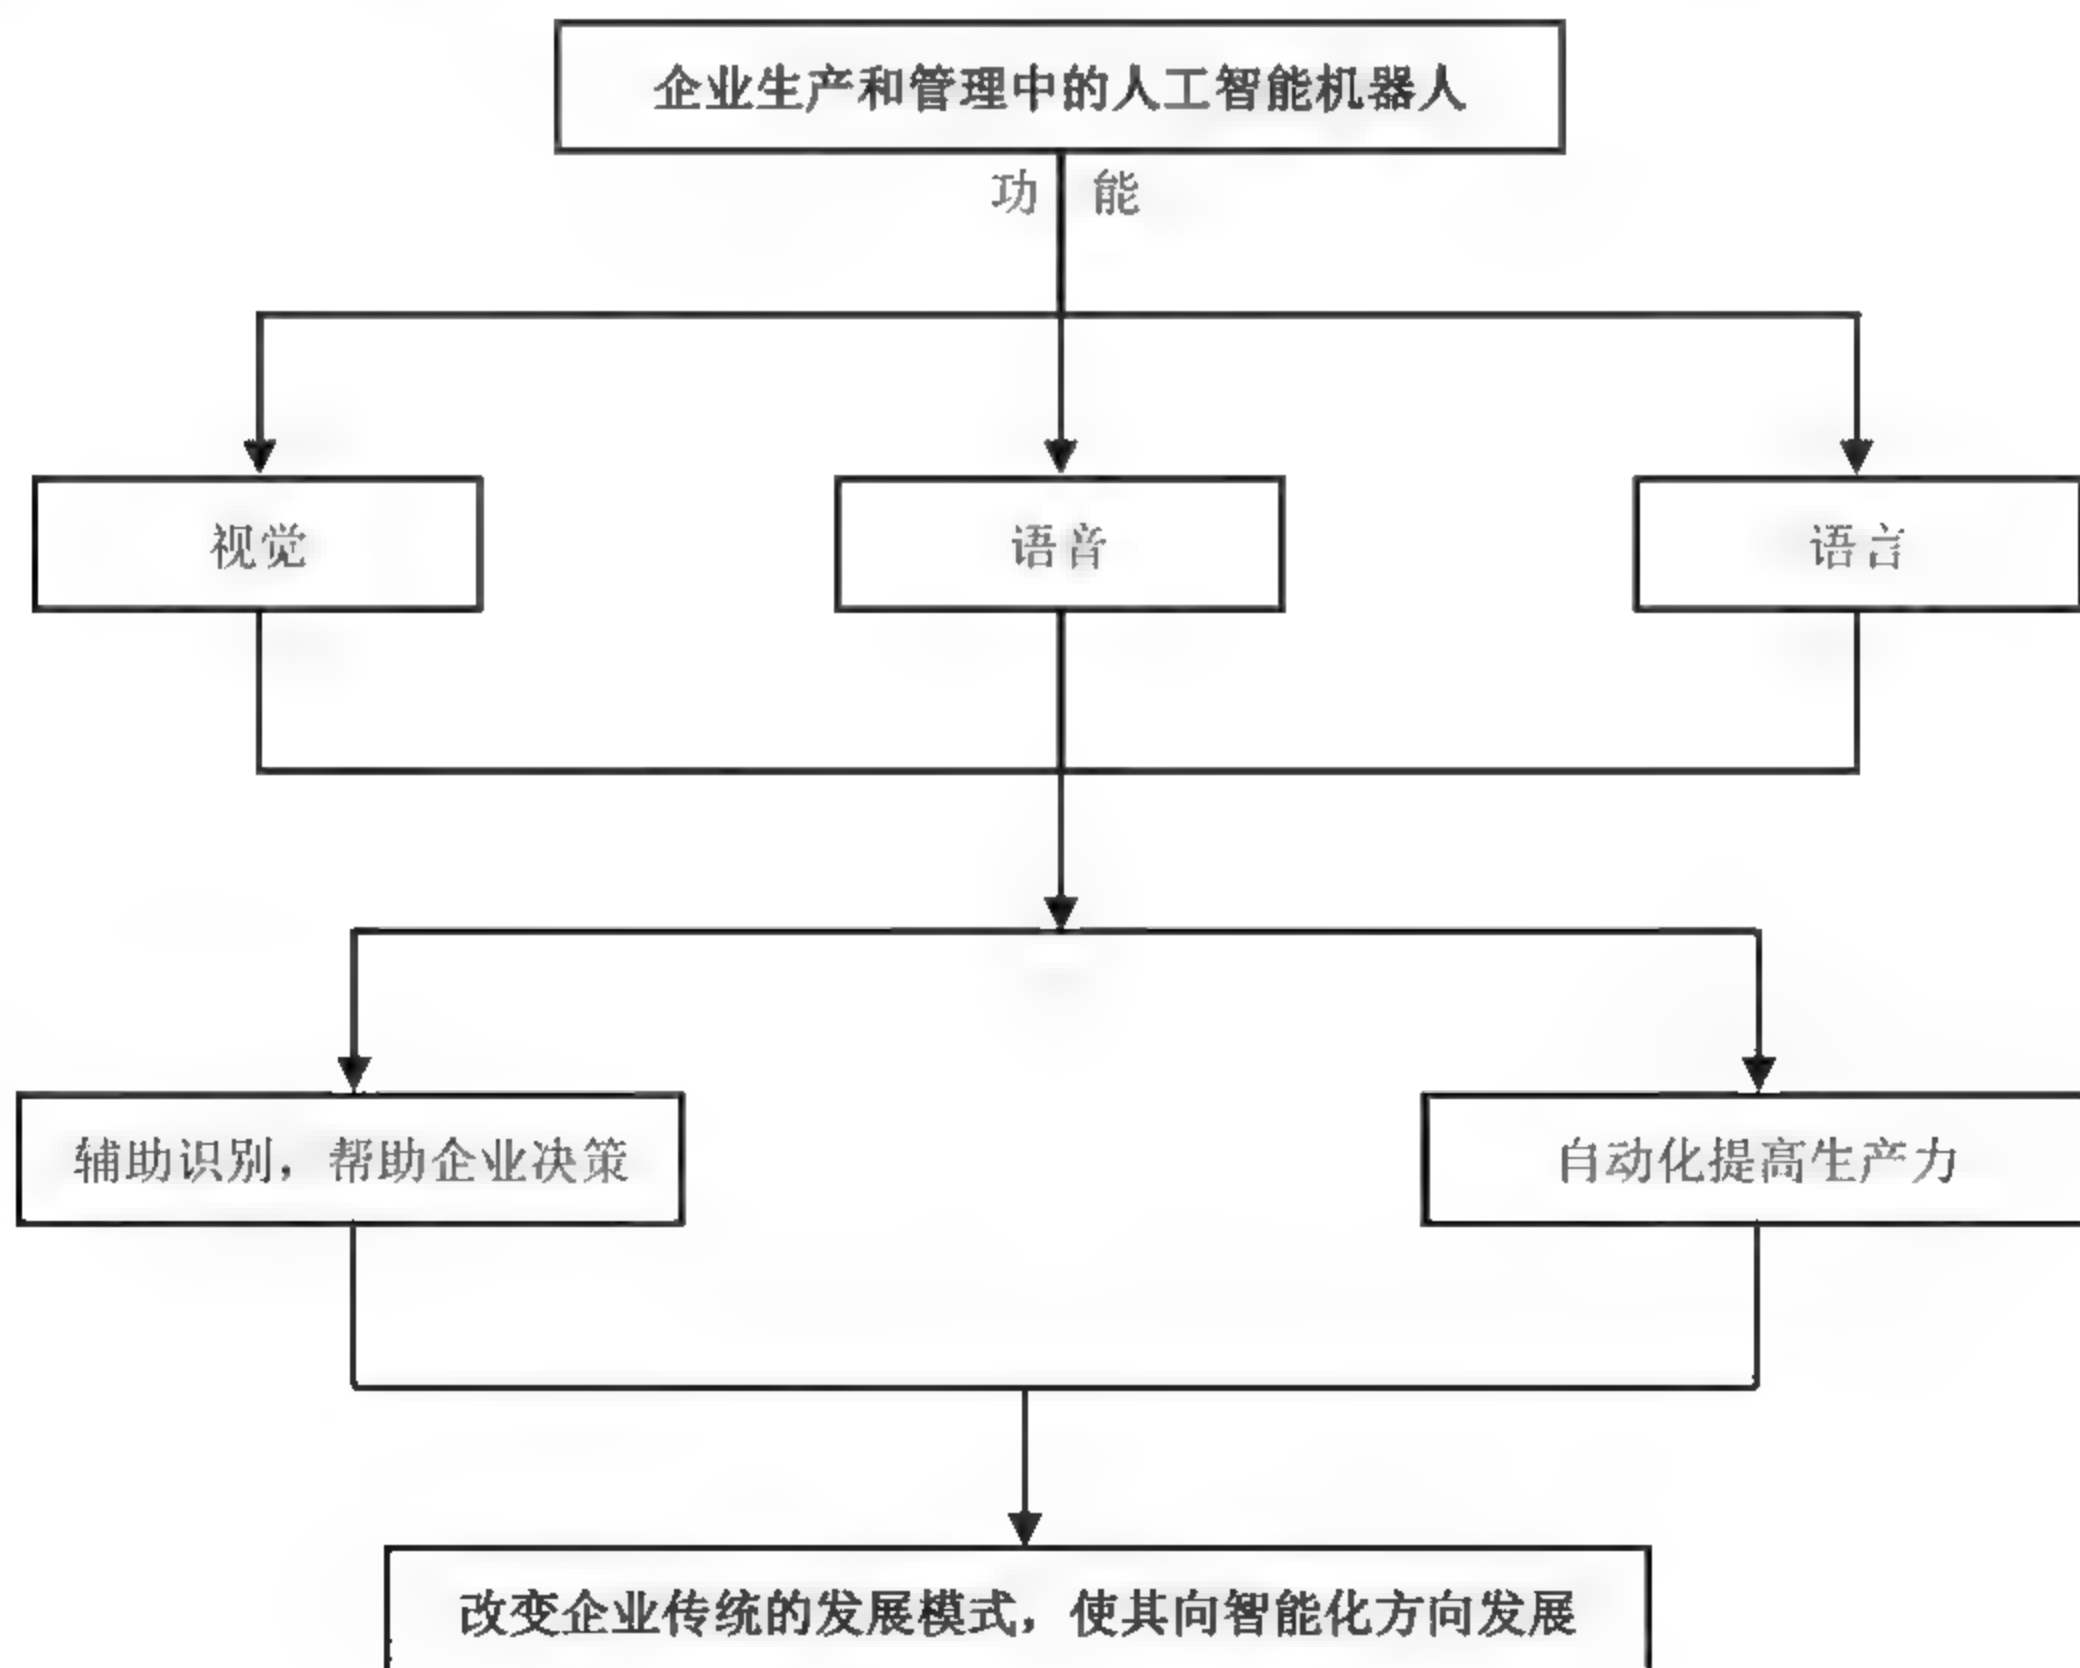 企业生产和管理中的人工智能机器人
功 能
视觉
语音
语言
辅助识别，帮助企业决策
自动化提高生产力
改变企业传统的发展模式，使其向智能化方向发展